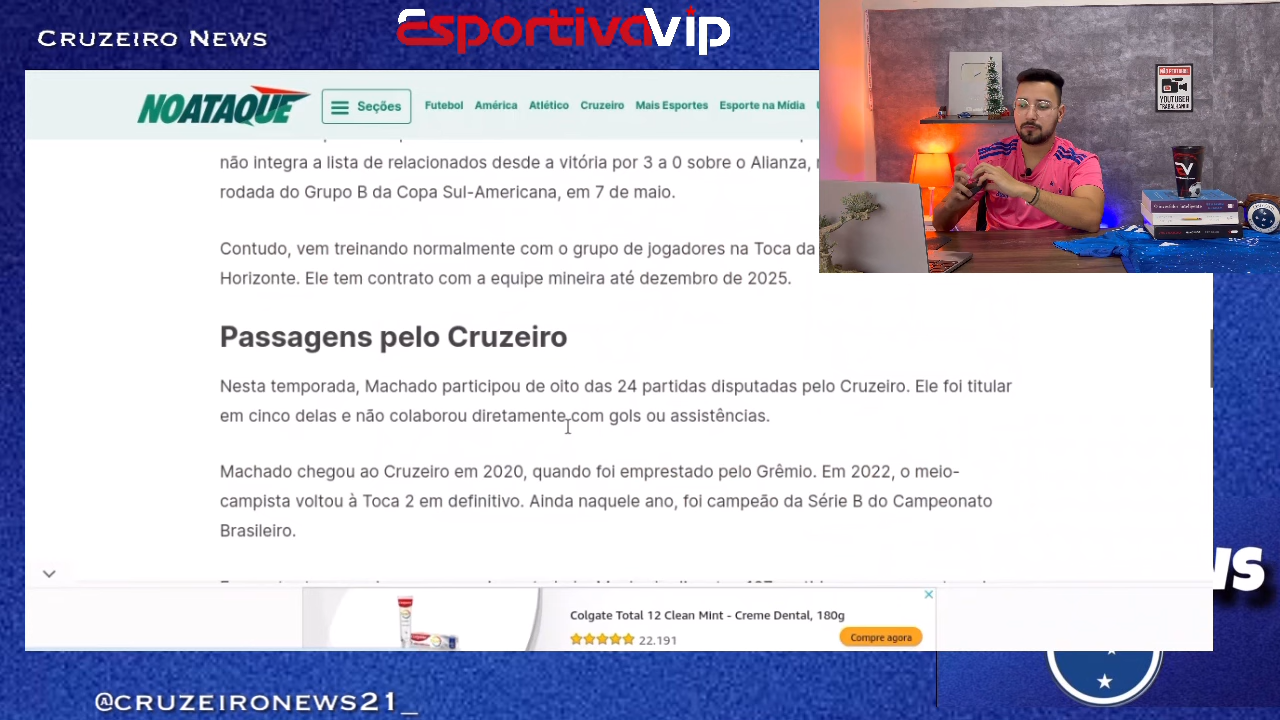 CRUZEIRO NEWS
EsportivaVip
NOATAQUE
Seções
Futebol América Atlético Cruzeiro Mais Esportes Esporte na Mídia
NÃO PERTURBE
YOUTUBER
TRABALHANDO
não integra a lista de relacionados desde a vitória por 3 a 0 sobre o Alianza,
rodada do Grupo B da Copa Sul-Americana, em 7 de maio.
Contudo, vem treinando normalmente com o grupo de jogadores na Toca da
Horizonte. Ele tem contrato com a equipe mineira até dezembro de 2025.
Passagens pelo Cruzeiro
Nesta temporada, Machado participou de oito das 24 partidas disputadas pelo Cruzeiro. Ele foi titular
em cinco delas e não colaborou diretamente com gols ou assistências.
Machado chegou ao Cruzeiro em 2020, quando foi emprestado pelo Grêmio. Em 2022, o meio-
campista voltou à Toca 2 em definitivo. Ainda naquele ano, foi campeão da Série B do Campeonato
Brasileiro.
Colgate Total 12 Clean Mint - Creme Dental, 180g
22.191
Compre agora
@CRUZEIRONEWS21_